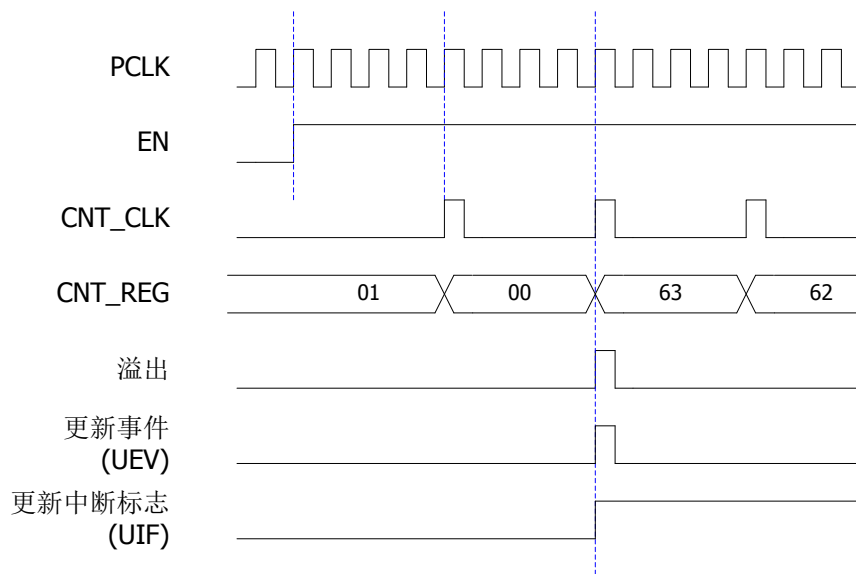 PCLK
EN
CNT_CLK
CNT_REG 01 00 63 62
溢出
更新事件
(UEV)
更新中断标志
(UIF)